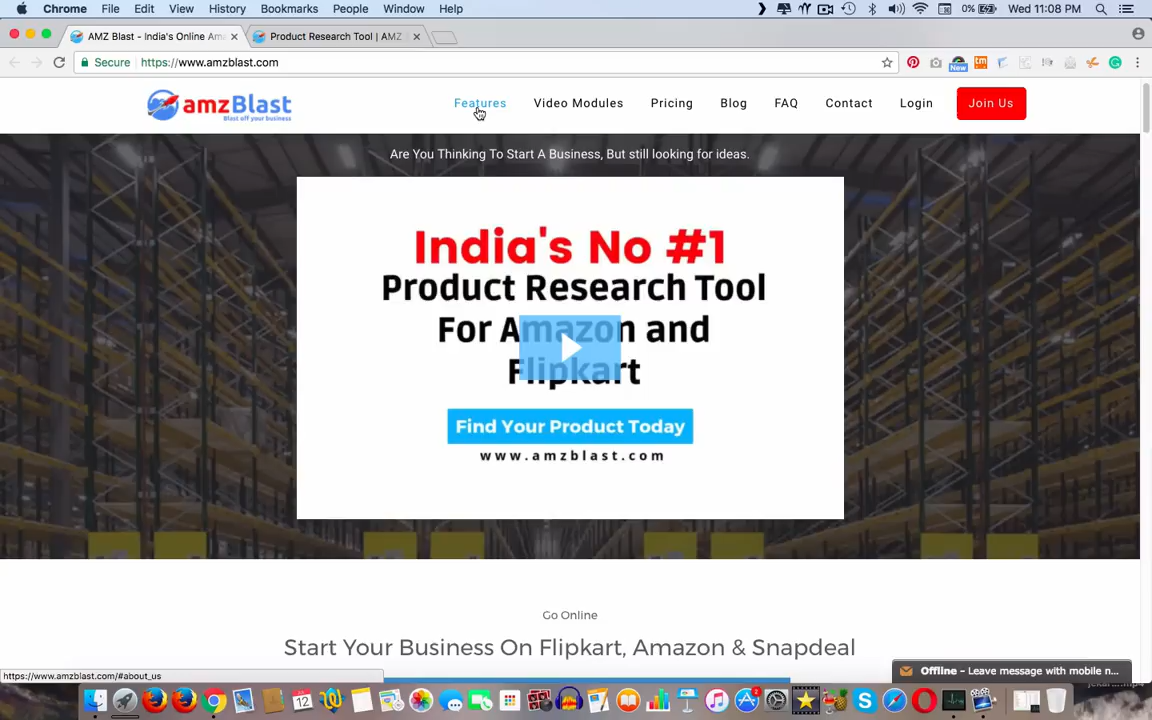 Chrome File Edit View History Bookmarks People Window Help
0% Wed 11:08 PM
AMZ Blast - India's Online Ama
Product Research Tool | AMZ
Secure https://www.amzblast.com
New
amzBlast
Blast off your business
Features Video Modules Pricing Blog FAQ Contact Login Join Us
Are You Thinking To Start A Business, But still looking for ideas.
India's No #1
Product Research Tool
For Amazon and
Flipkart
Find Your Product Today
www.amzblast.com
Go Online
Start Your Business On Flipkart, Amazon & Snapdeal
https://www.amzblast.com/#about_us
Offline – Leave message with mobile n...